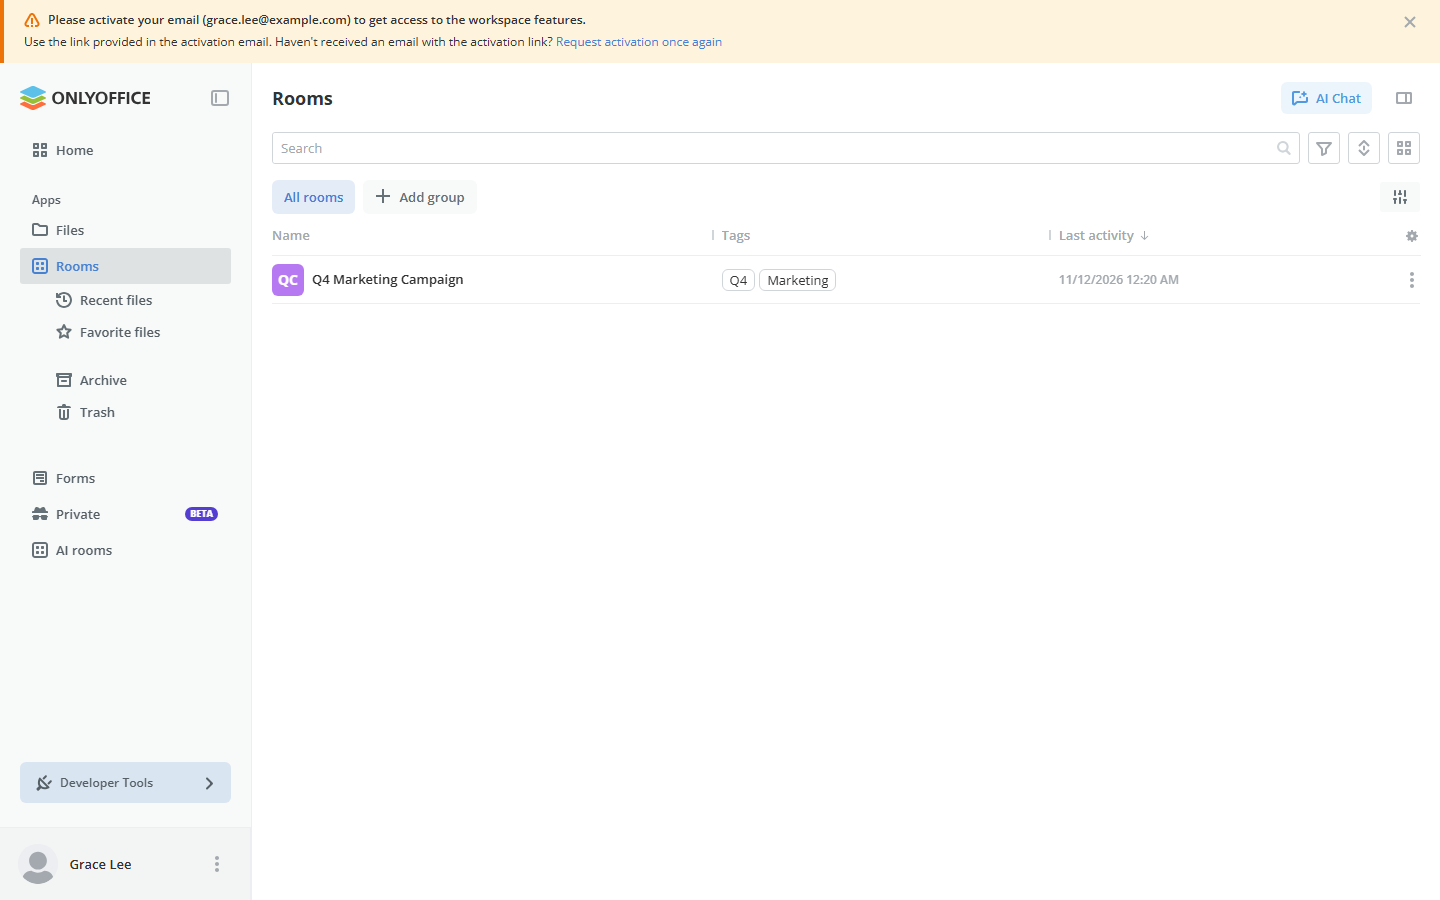 Please activate your email (grace.lee@example.com) to get access to the workspace features.
Use the link provided in the activation email. Haven't received an email with the activation link? Request activation once again
ONLYOFFICE
Home
Apps
Files
Rooms
Recent files
Favorite files
Archive
Trash
Forms
Private BETA
AI rooms
Developer Tools
Grace Lee
Rooms
AI Chat
Search
All rooms
Add group
Name Tags Last activity
QC Q4 Marketing Campaign Q4 Marketing 11/12/2026 12:20 AM